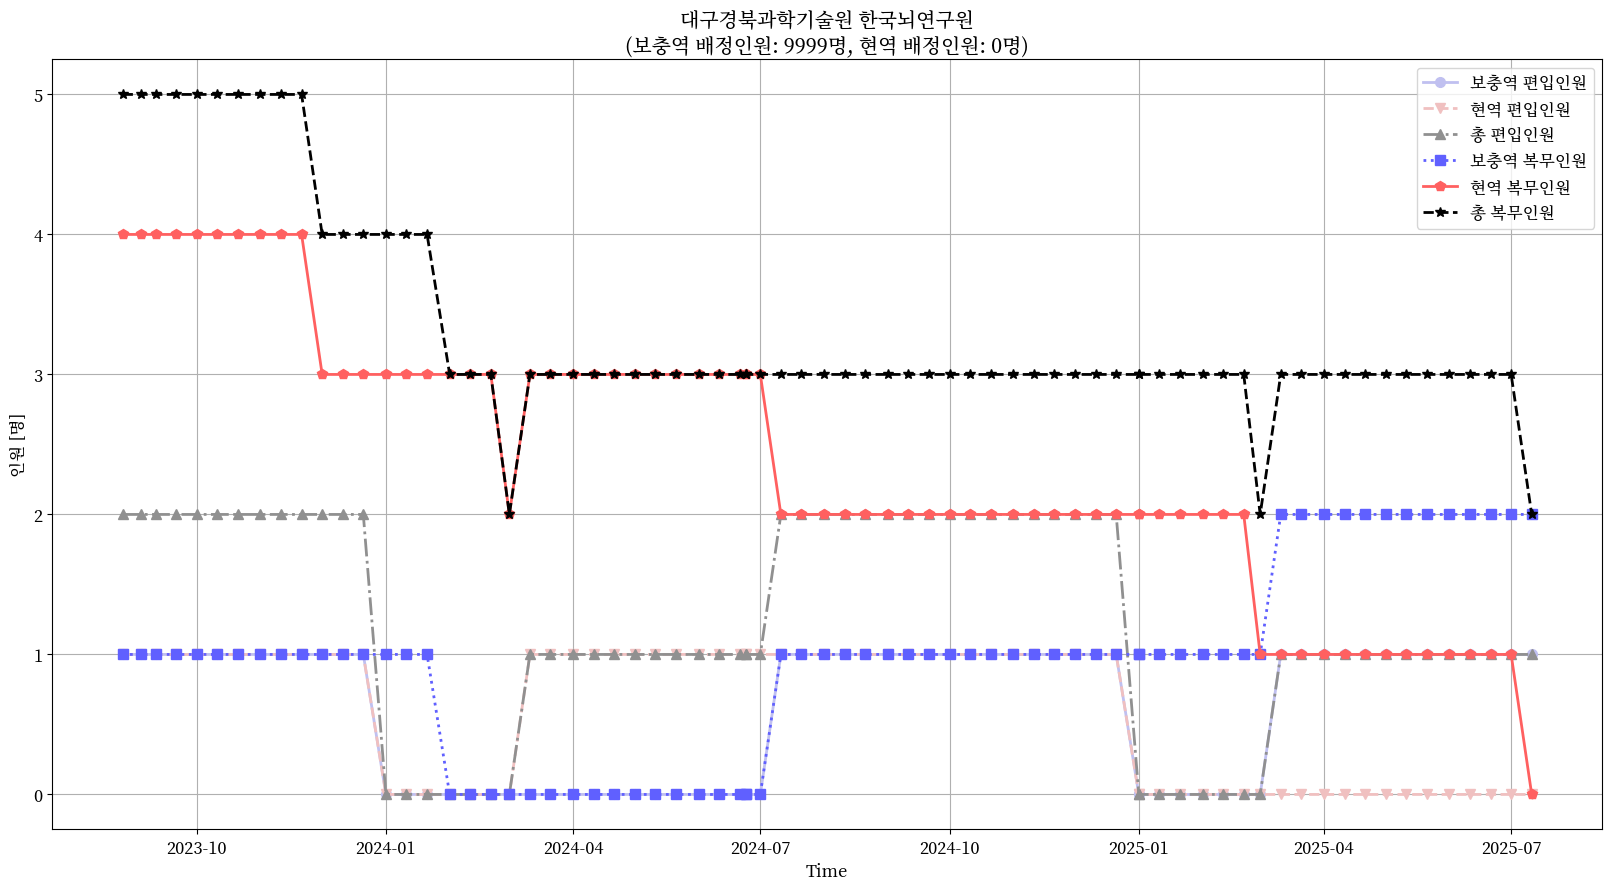 대구경북과학기술원 한국뇌연구원
(보충역 배정인원: 9999명, 현역 배정인원: 0명)
보충역 편입인원
현역 편입인원
총 편입인원
보충역 복무인원
현역 복무인원
총 복무인원
인원 [명]
5
4
3
2
1
0
2023-10
2024-01
2024-04
2024-07
2024-10
2025-01
2025-04
2025-07
Time